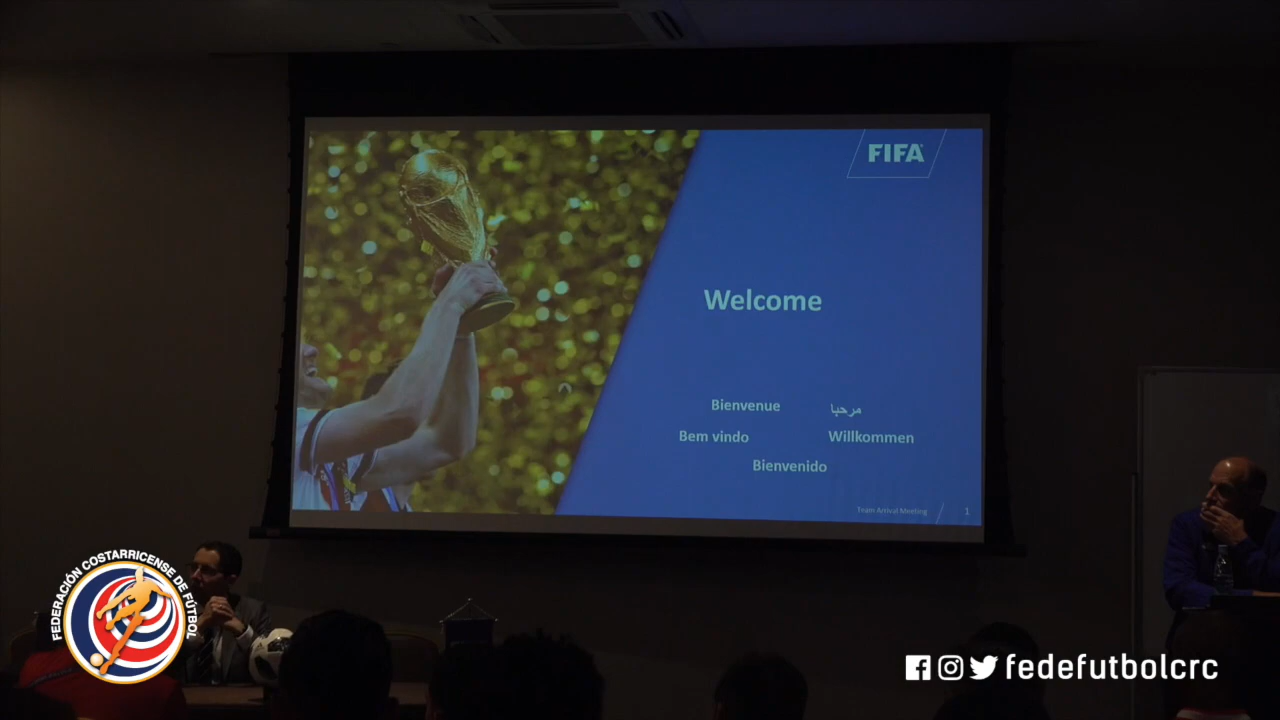 FIFA
Welcome
Bienvenue
مرحبا
Bem vindo
Willkommen
Bienvenido
Team Arrival Meeting
1
FEDERACIÓN COSTARRICENSE DE FÚTBOL
fedefutbolcrc